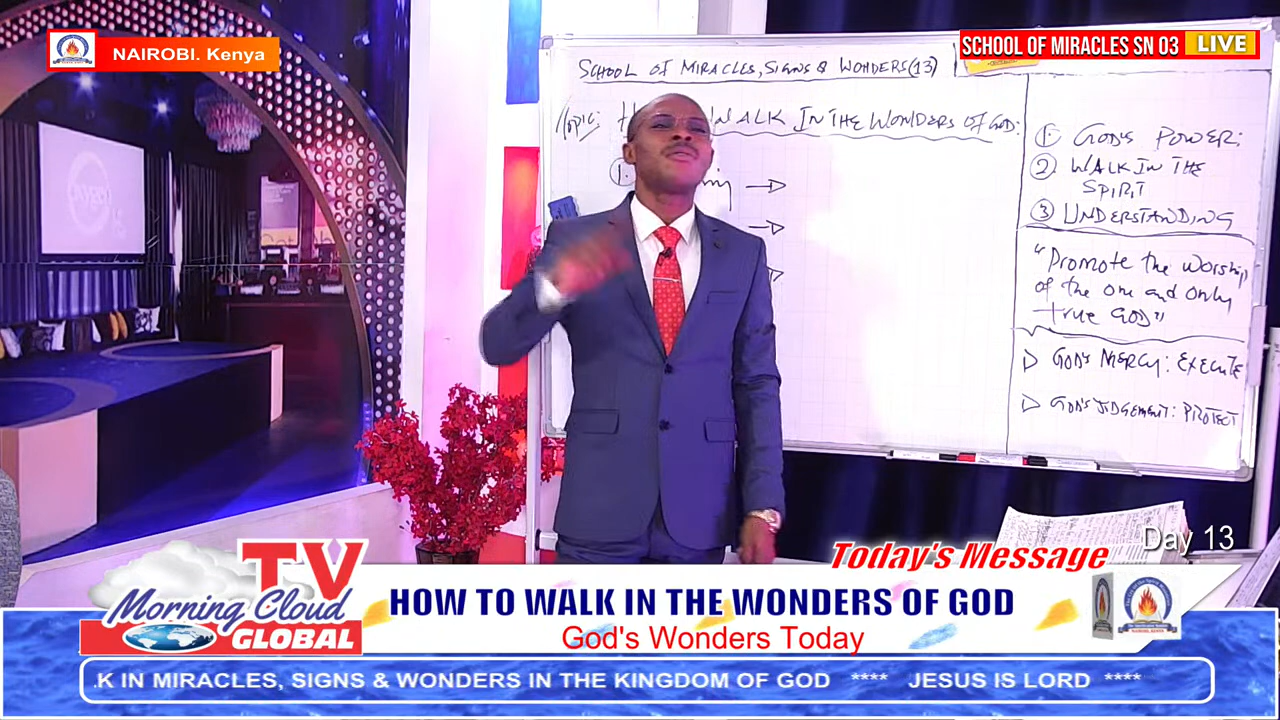 NAIROBI. Kenya
SCHOOL OF MIRACLES SN 03
LIVE
SCHOOL OF MIRACLES, SIGNS & WONDERS (13)
Topic: WALK IN THE WONDERS OF GOD:
1.
① GOD'S POWER:
② WALK IN THE
SPIRIT
③ UNDERSTANDING
"Promote the worship
of the one and only
true GOD"
▷ GOD'S MERCY: EXECUTE
▷ GOD'S JUDGEMENT: PROTECT
Day 13
Today's Message
TV
Morning Cloud
GLOBAL
HOW TO WALK IN THE WONDERS OF GOD
God's Wonders Today
.K IN MIRACLES, SIGNS & WONDERS IN THE KINGDOM OF GOD **** JESUS IS LORD ****